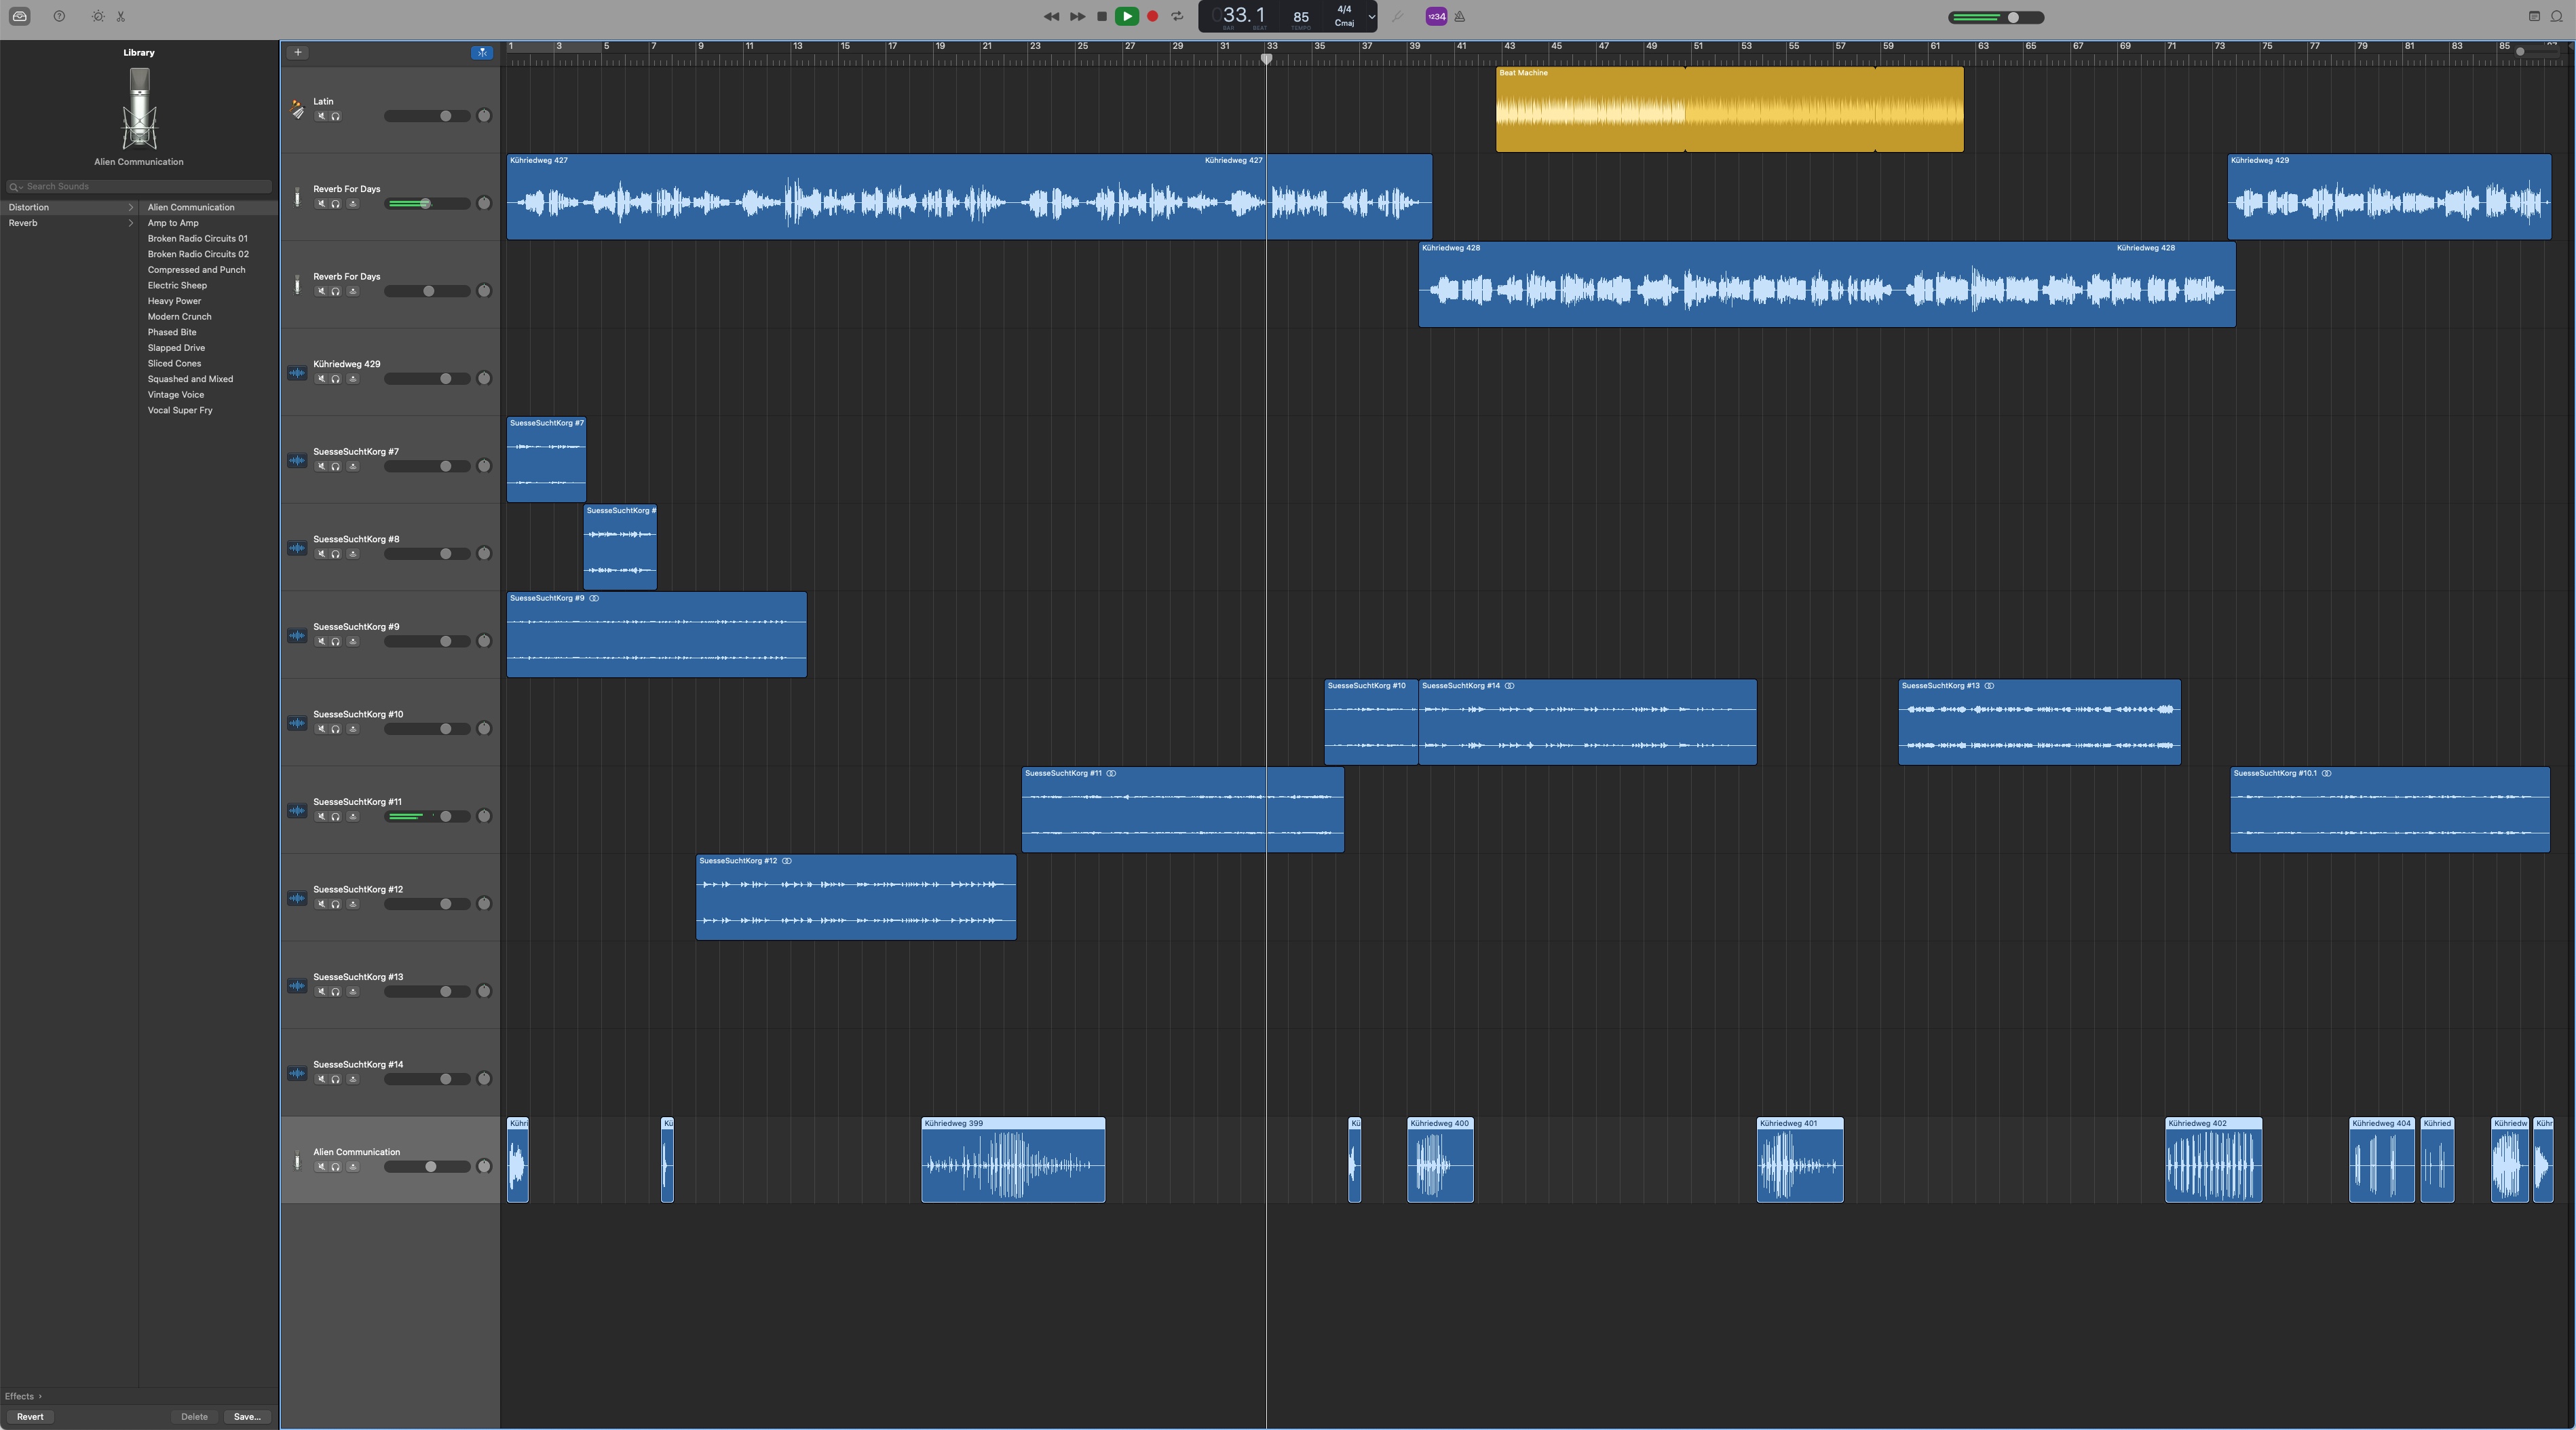 033. 1
85
4/4
Cmaj
BAR
BEAT
TEMPO
1234
Library
Alien Communication
Search Sounds
Distortion
Reverb
Alien Communication
Amp to Amp
Broken Radio Circuits 01
Broken Radio Circuits 02
Compressed and Punch
Electric Sheep
Heavy Power
Modern Crunch
Phased Bite
Slapped Drive
Sliced Cones
Squashed and Mixed
Vintage Voice
Vocal Super Fry
Effects
Revert
Delete
Save...
1 3 5 7 9 11 13 15 17 19 21 23 25 27 29 31 33 35 37 39 41 43 45 47 49 51 53 55 57 59 61 63 65 67 69 71 73 75 77 79 81 83 85
Latin
Beat Machine
Reverb For Days
Kühriedweg 427
Kühriedweg 427
Kühriedweg 429
Reverb For Days
Kühriedweg 428
Kühriedweg 428
Kühriedweg 429
SuesseSuchtKorg #7
SuesseSuchtKorg #7
SuesseSuchtKorg #8
SuesseSuchtKorg #
SuesseSuchtKorg #9
SuesseSuchtKorg #9
SuesseSuchtKorg #10
SuesseSuchtKorg #10
SuesseSuchtKorg #14
SuesseSuchtKorg #13
SuesseSuchtKorg #11
SuesseSuchtKorg #11
SuesseSuchtKorg #10.1
SuesseSuchtKorg #12
SuesseSuchtKorg #12
SuesseSuchtKorg #13
SuesseSuchtKorg #14
Alien Communication
Kühri
Kü
Kühriedweg 399
Kü
Kühriedweg 400
Kühriedweg 401
Kühriedweg 402
Kühriedweg 404
Kühried
Kühriedw
Kühr